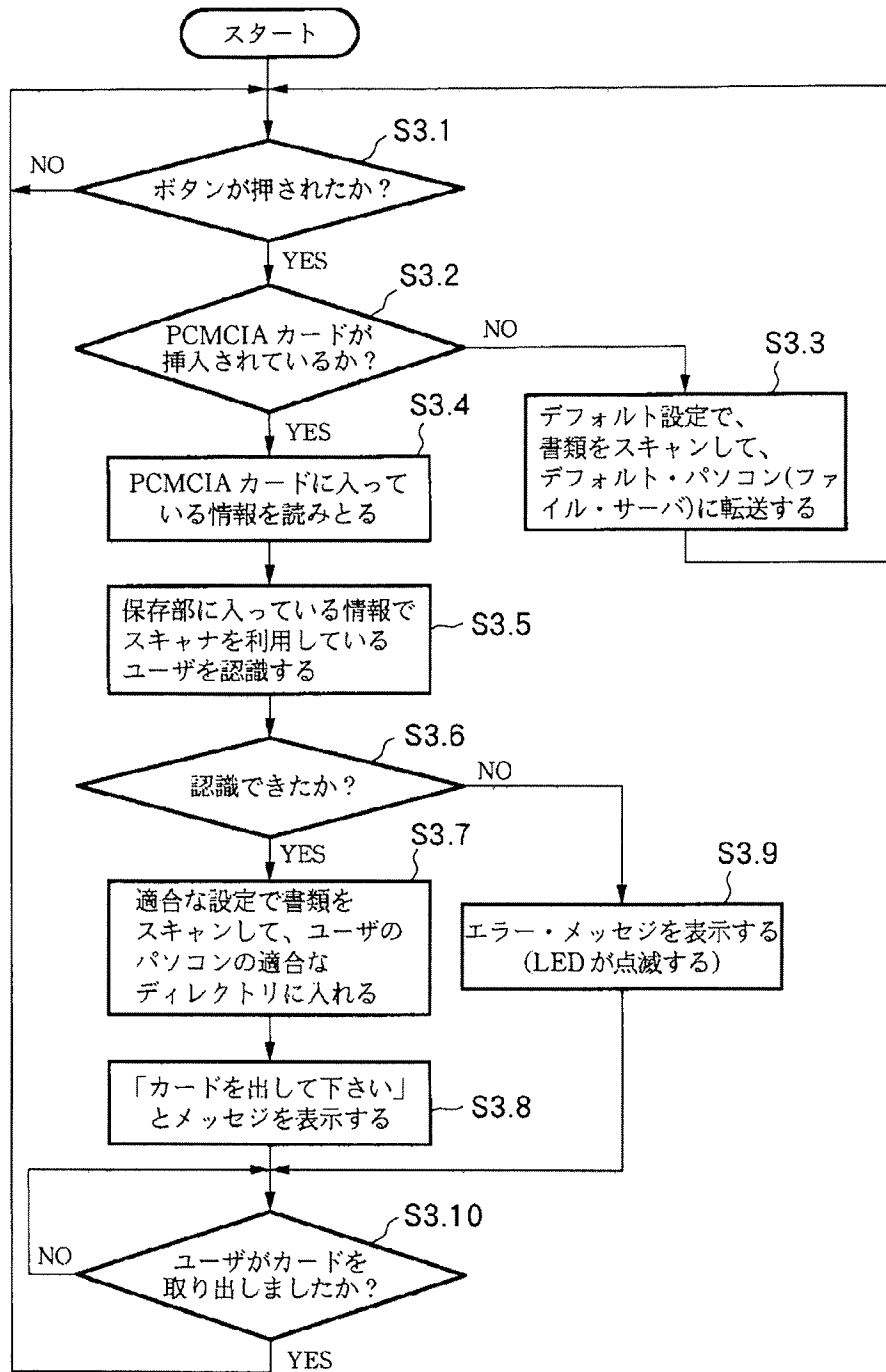 スタート
S3.1
NO
ボタンが押されたか？
YES
S3.2
PCMCIA カードが
挿入されているか？
NO
YES
S3.3
デフォルト設定で、
書類をスキャンして、
デフォルト・パソコン(ファ
イル・サーバ)に転送する
S3.4
PCMCIA カードに入って
いる情報を読みとる
保存部に入っている情報で
スキャナを利用している
ユーザを認識する
S3.5
S3.6
認識できたか？
NO
YES
S3.7
適合な設定で書類を
スキャンして、ユーザの
パソコンの適合な
ディレクトリに入れる
S3.9
エラー・メッセジを表示する
(LEDが点滅する)
「カードを出して下さい」
とメッセジを表示する
S3.8
S3.10
NO
ユーザがカードを
取り出しましたか？
YES